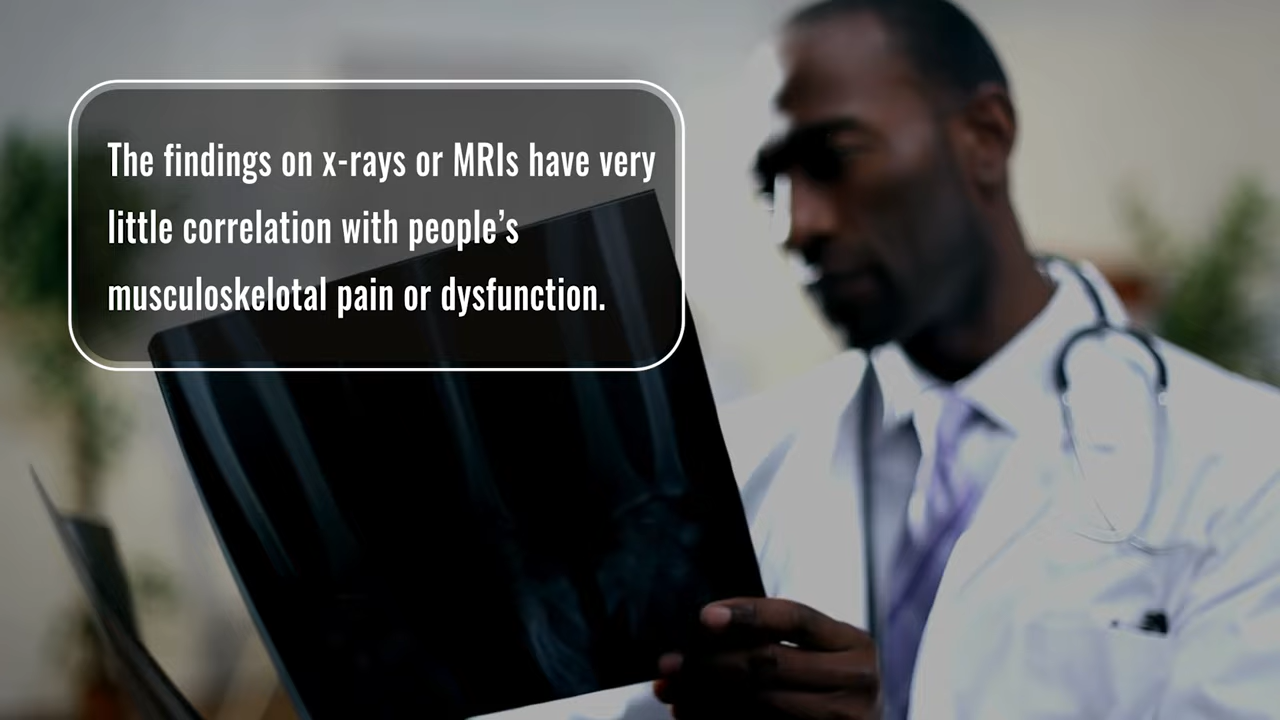 The findings on x-rays or MRIs have very
little correlation with people’s
musculoskelotal pain or dysfunction.